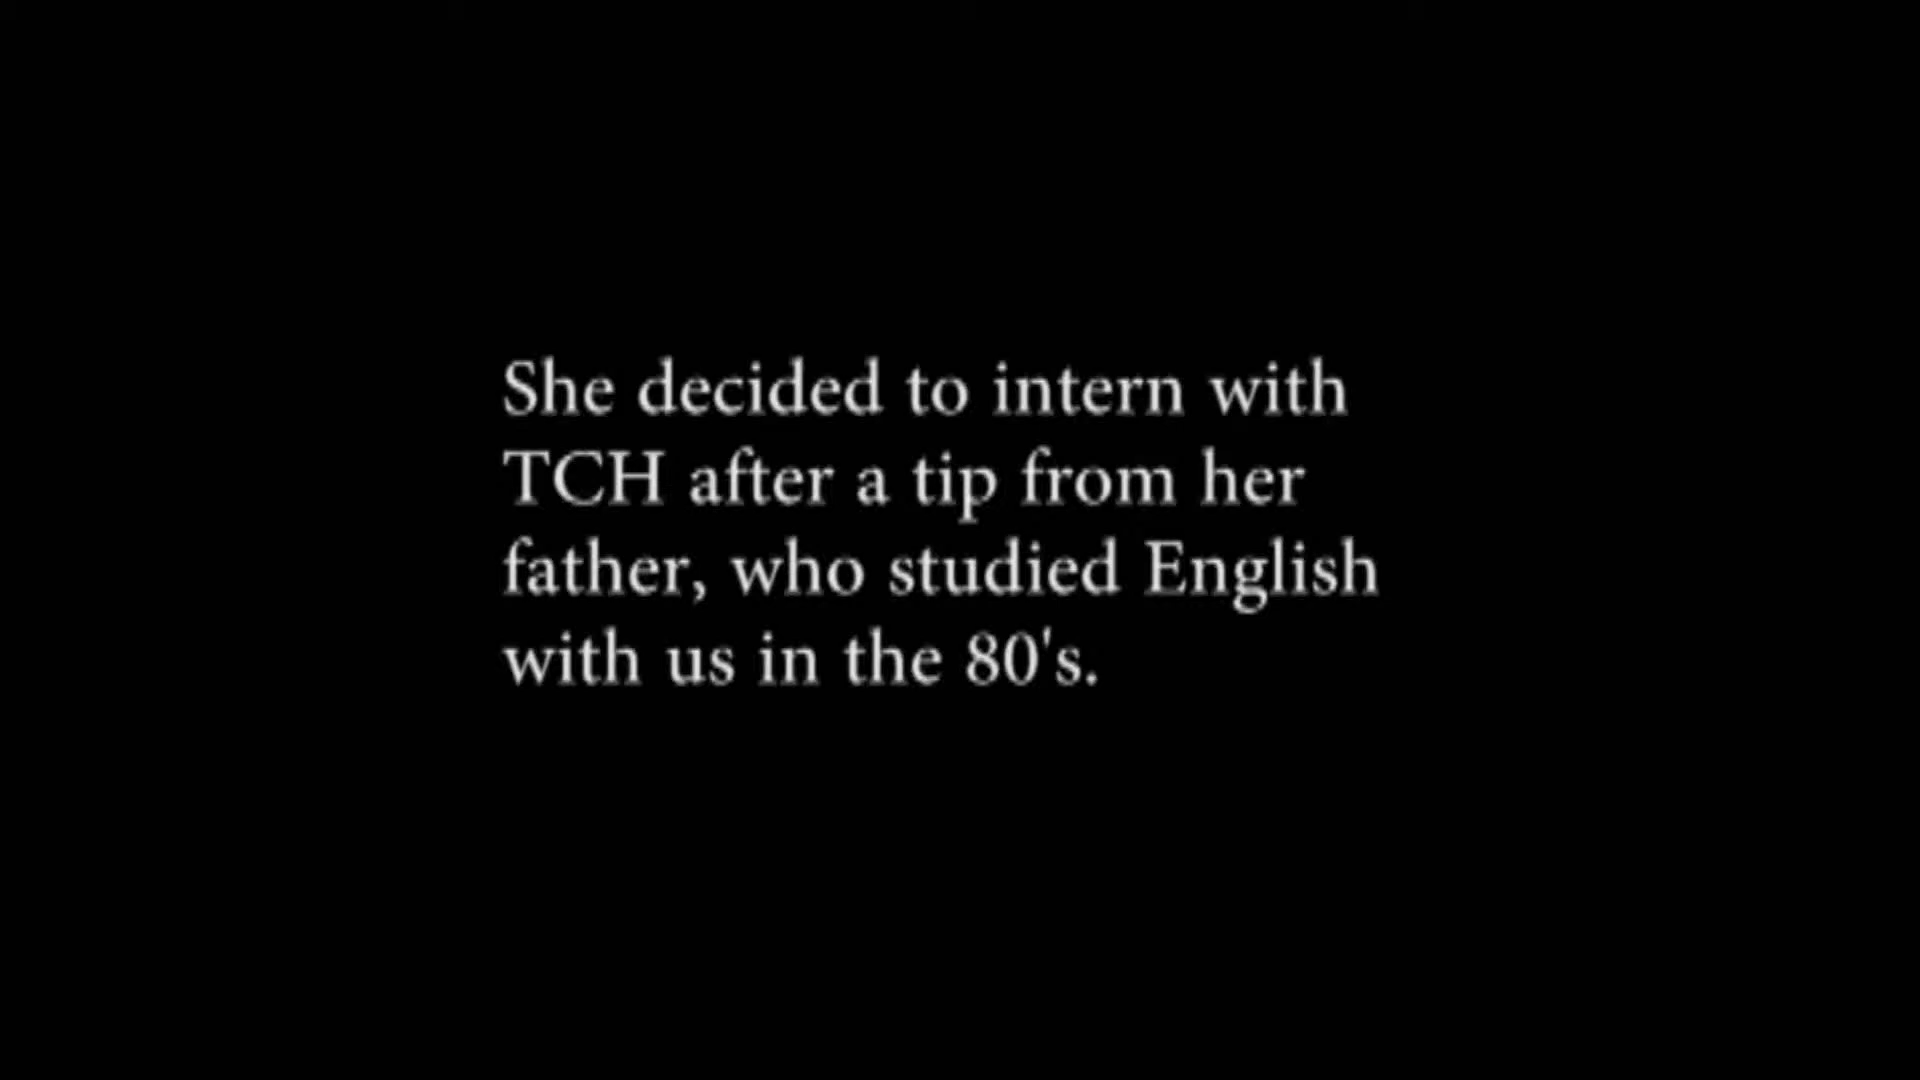 She decided to intern with
TCH after a tip from her
father, who studied English
with us in the 80's.